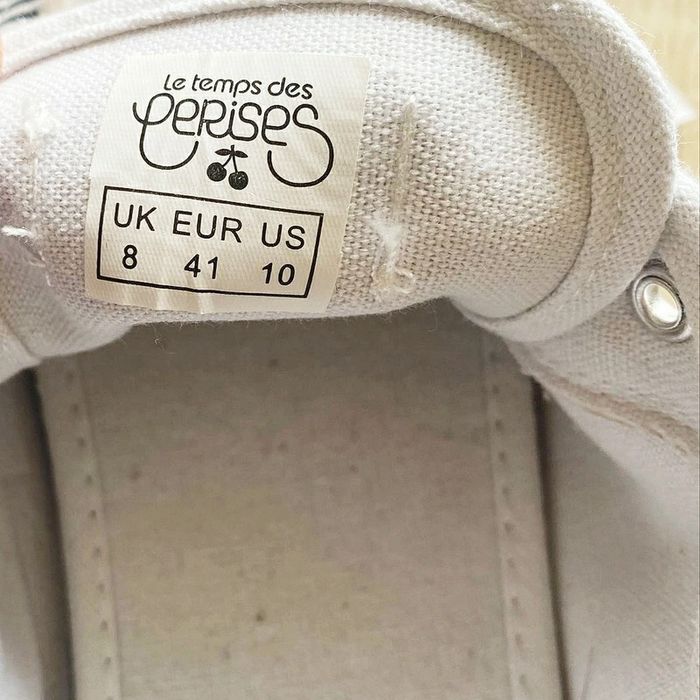 Le temps des
CeRiseS
UK EUR US
8 41 10